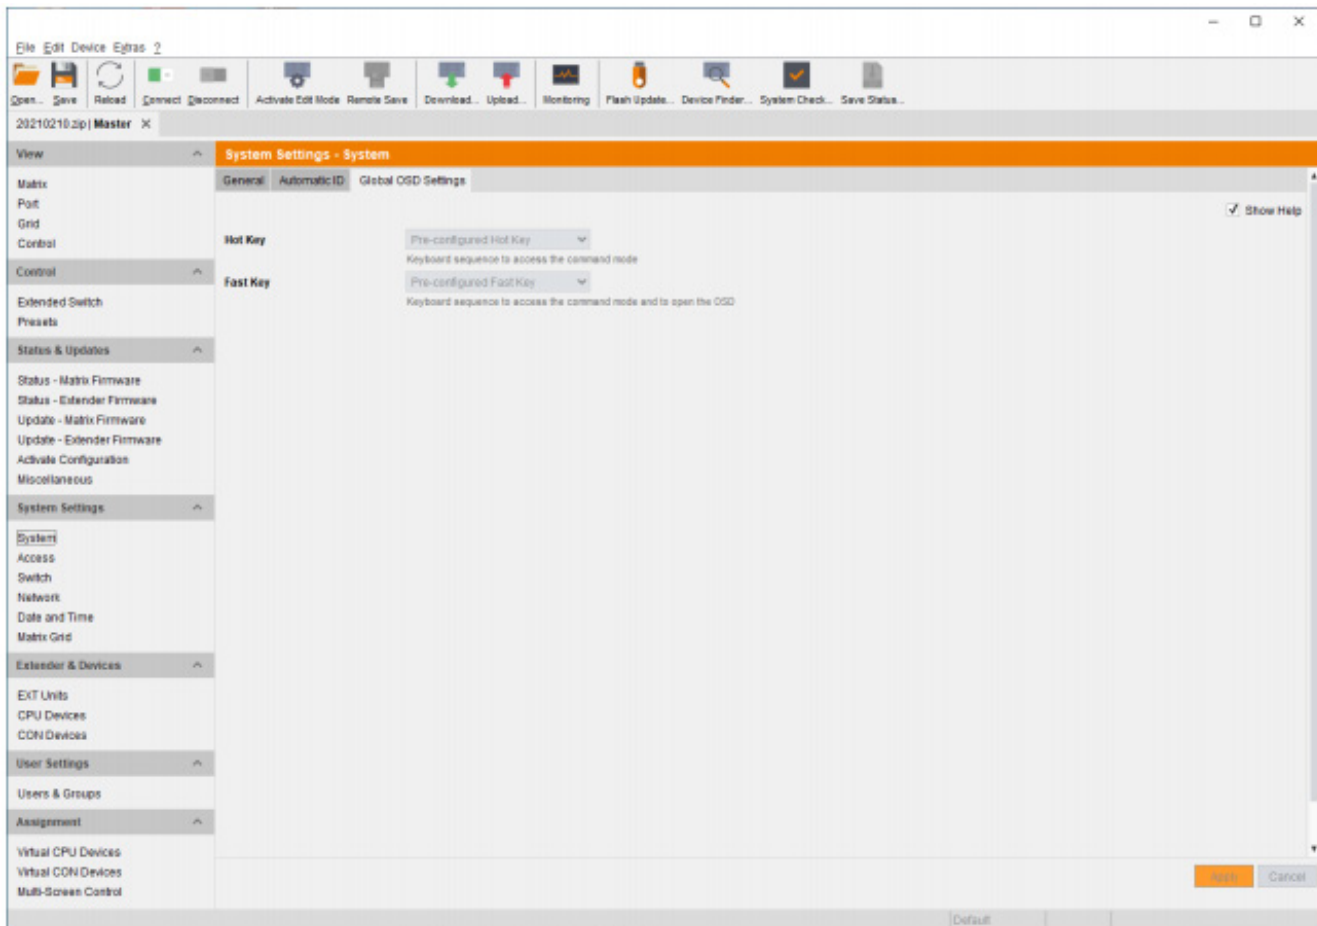 File Edit Device Extras ?
Open... Save Reload Connect Disconnect Activate Edit Mode Remote Save Download... Upload... Monitoring Flash Update... Device Finder... System Check... Save Status...
20210210.zip | Master
View
Matrix
Port
Grid
Control
Control
Extended Switch
Presets
Status & Updates
Status - Matrix Firmware
Status - Extender Firmware
Update - Matrix Firmware
Update - Extender Firmware
Activate Configuration
Miscellaneous
System Settings
System
Access
Switch
Network
Date and Time
Matrix Grid
Extender & Devices
EXT Units
CPU Devices
CON Devices
User Settings
Users & Groups
Assignment
Virtual CPU Devices
Virtual CON Devices
Multi-Screen Control
System Settings - System
General Automatic ID Global OSD Settings
Show Help
Hot Key Pre-configured Hot Key
Keyboard sequence to access the command mode
Fast Key Pre-configured Fast Key
Keyboard sequence to access the command mode and to open the OSD
Apply Cancel
Default